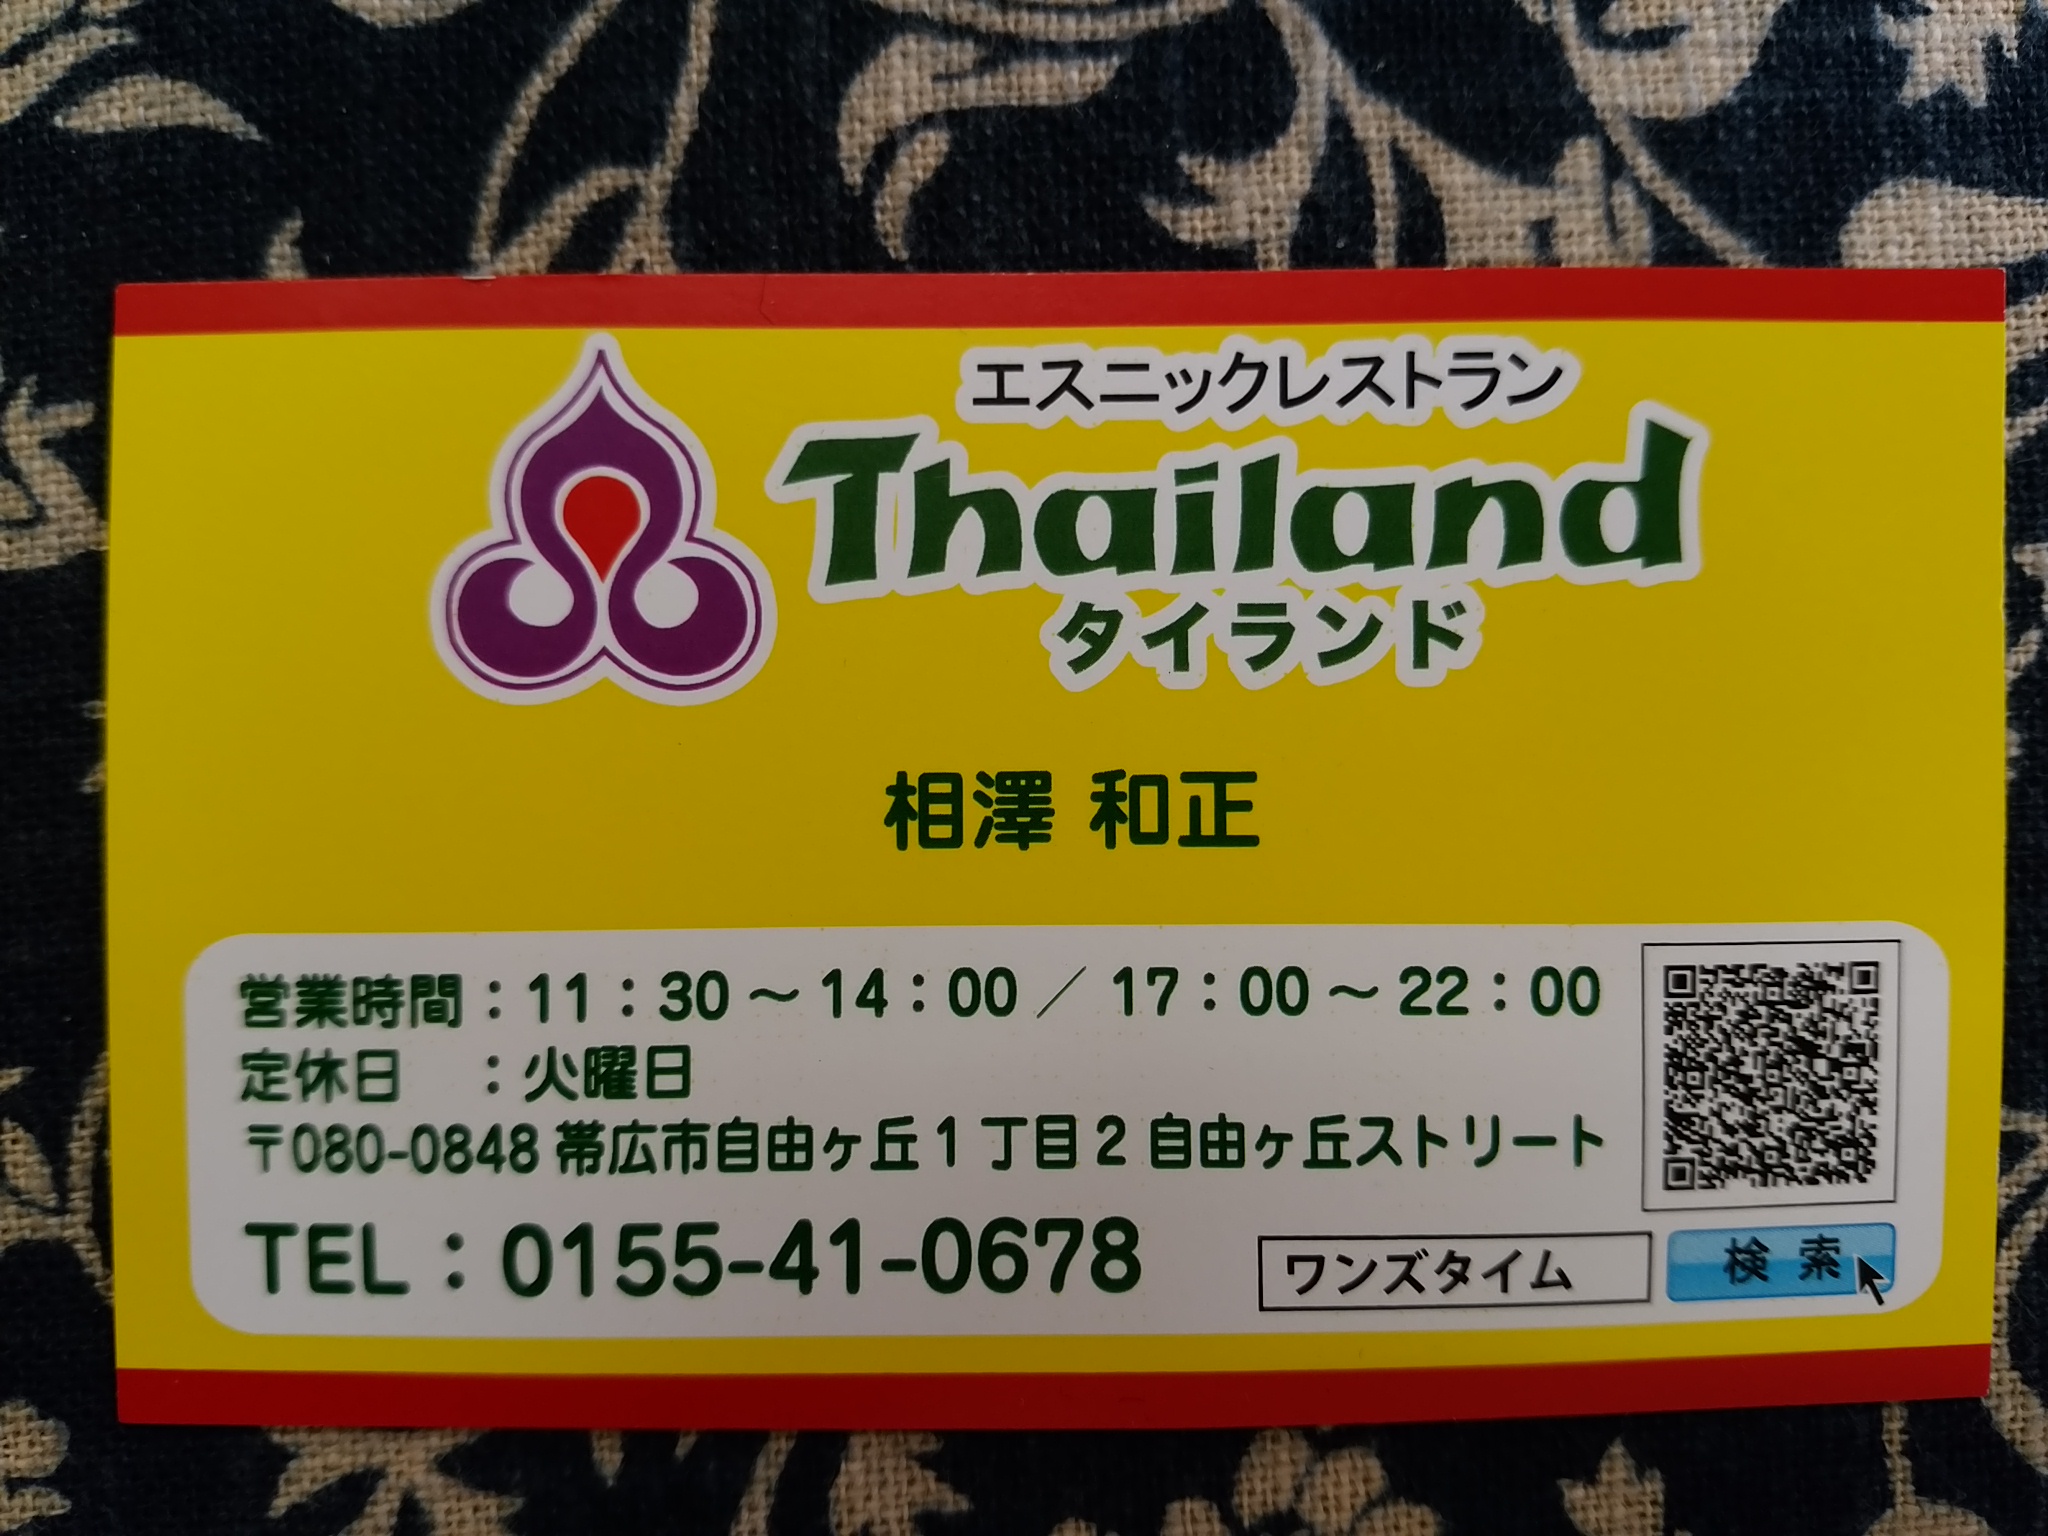 エスニックレストラン
Thailand
タイランド
相澤 和正
営業時間：11：30～14：00／17：00～22：00
定休日　：火曜日
〒080-0848 帯広市自由ヶ丘1丁目2 自由ヶ丘ストリート
TEL：0155-41-0678
ワンズタイム 検索